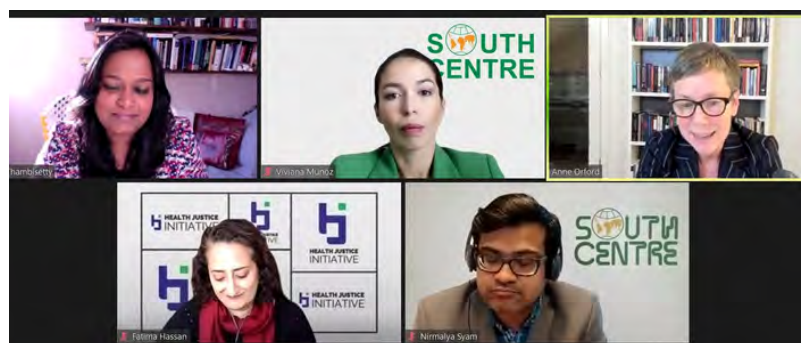 SOUTH
CENTRE
hambisetty
Viviana Muñoz
Anne Orford
HEALTH JUSTICE
INITIATIVE
HEALTH JUSTICE
INITIATIVE
HEALTH JUSTICE
INITIATIVE
Fatima Hassan
SOUTH
CENTRE
Nirmalya Syam